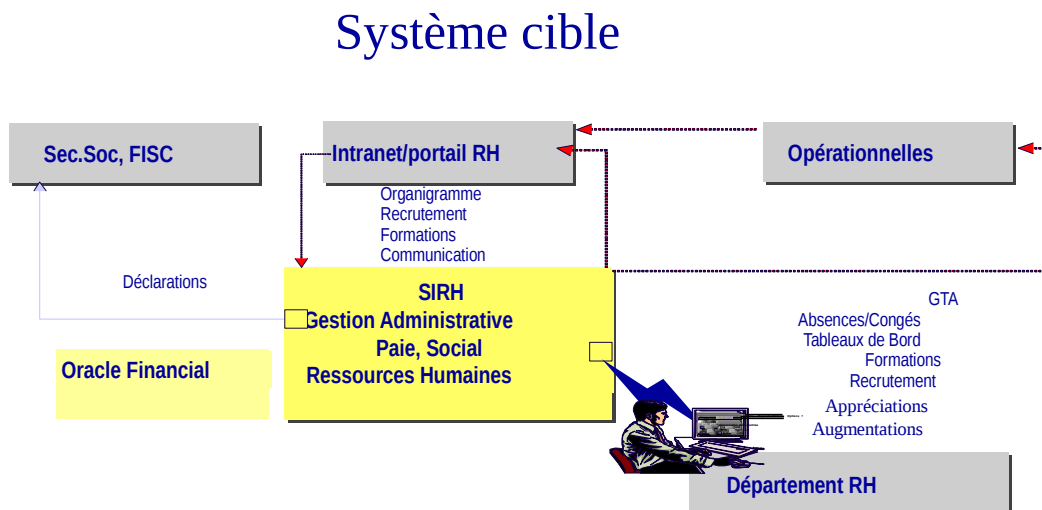 Système cible
Sec.Soc, FISC
Intranet/portail RH
Opérationnelles
Organigramme
Recrutement
Formations
Communication
Déclarations
SIRH
Gestion Administrative
Paie, Social
Ressources Humaines
Oracle Financial
GTA
Absences/Congés
Tableaux de Bord
Formations
Recrutement
Appréciations
Augmentations
Département RH